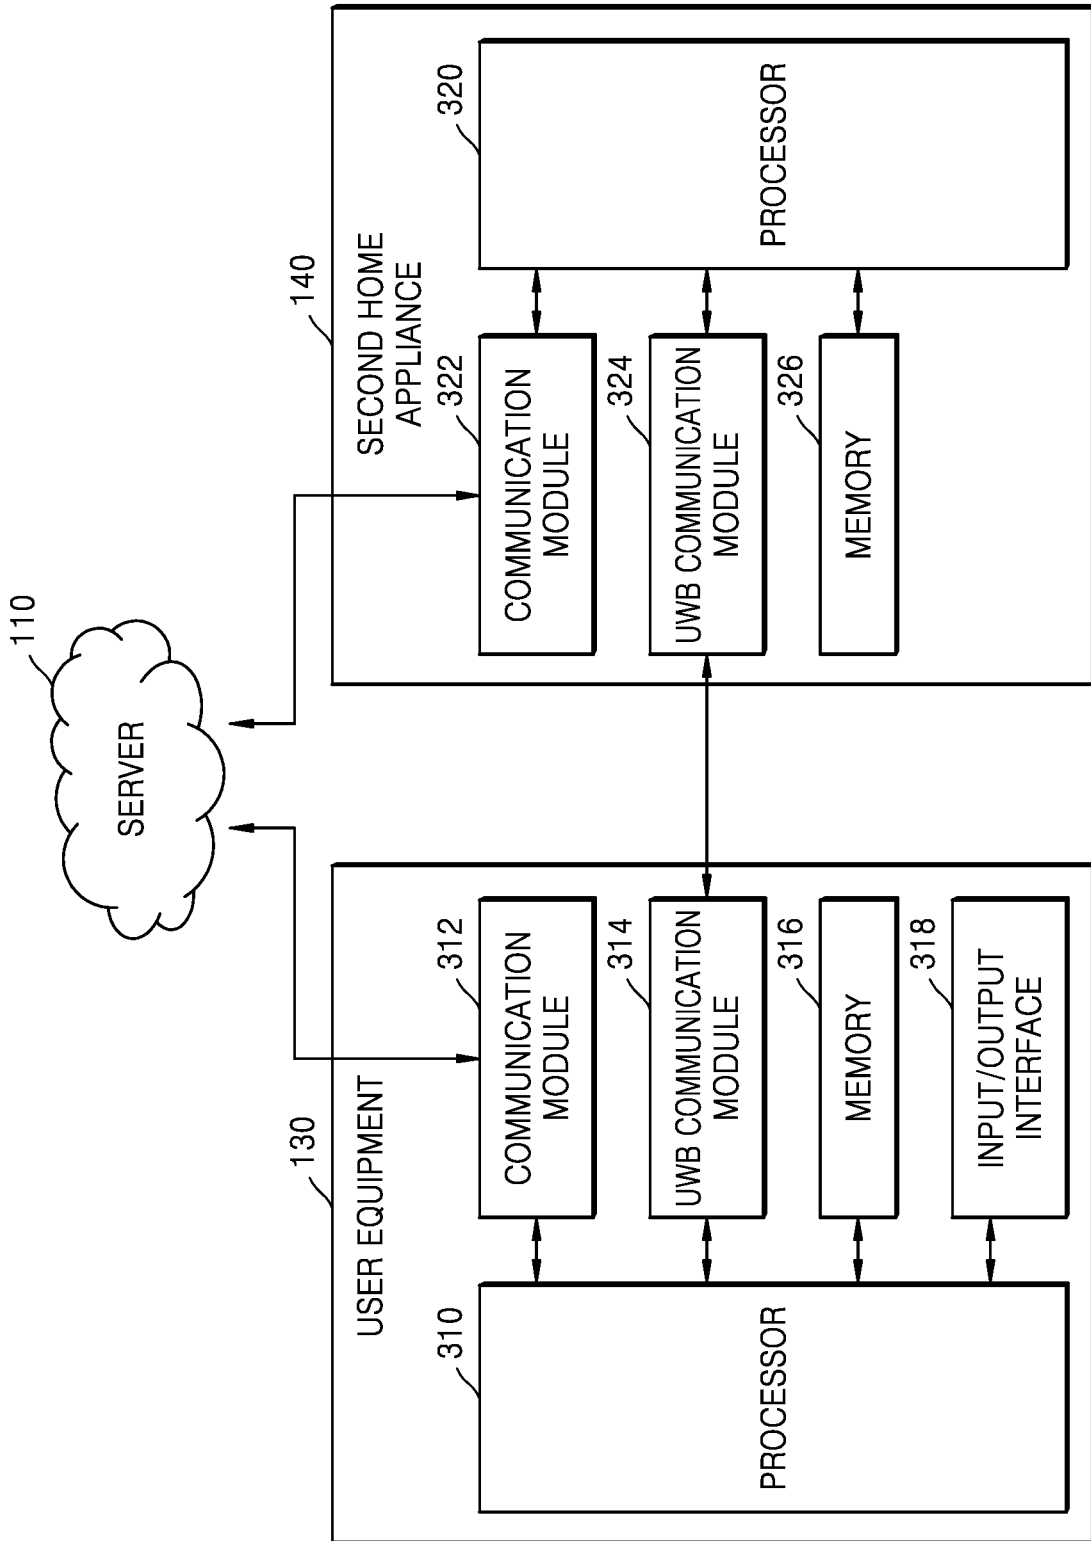 110
SERVER
130
USER EQUIPMENT
310
PROCESSOR
312
COMMUNICATION
MODULE
314
UWB COMMUNICATION
MODULE
316
MEMORY
318
INPUT/OUTPUT
INTERFACE
140
SECOND HOME
APPLIANCE
322
COMMUNICATION
MODULE
324
UWB COMMUNICATION
MODULE
326
MEMORY
320
PROCESSOR